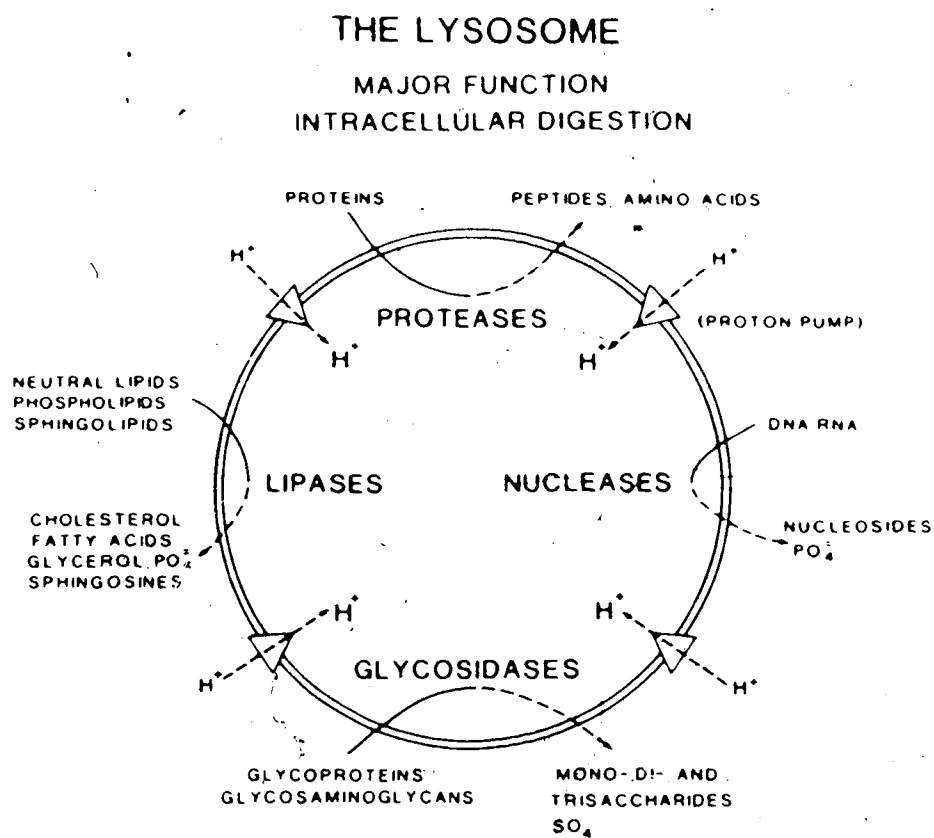 THE LYSOSOME
MAJOR FUNCTION
INTRACELLULAR DIGESTION
PROTEINS
PEPTIDES, AMINO ACIDS
H⁺
H⁺
PROTEASES
(PROTON PUMP)
H⁺
H⁺
NEUTRAL LIPIDS
PHOSPHOLIPIDS
SPHINGOLIPIDS
DNA RNA
LIPASES
NUCLEASES
CHOLESTEROL
FATTY ACIDS
GLYCEROL, PO₄⁼
SPHINGOSINES
NUCLEOSIDES
PO₄⁼
H⁺
H⁺
GLYCOSIDASES
H⁺
H⁺
GLYCOPROTEINS
GLYCOSAMINOGLYCANS
MONO-, DI- AND
TRISACCHARIDES
SO₄